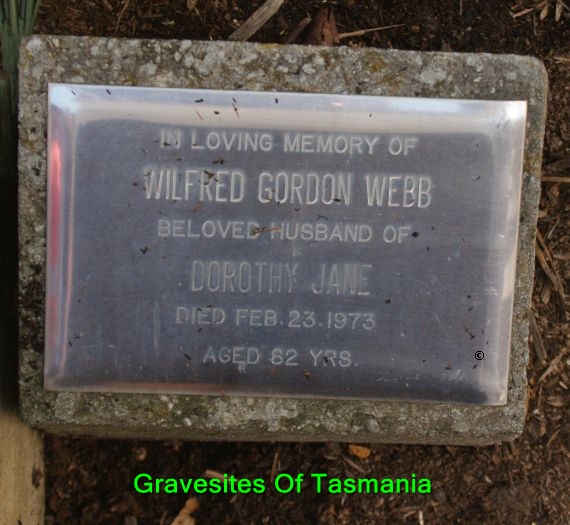 IN LOVING MEMORY OF
WILFRED GORDON WEBB
BELOVED HUSBAND OF
DOROTHY JANE
DIED FEB. 23. 1973
AGED 82 YRS.
©
Gravesites Of Tasmania